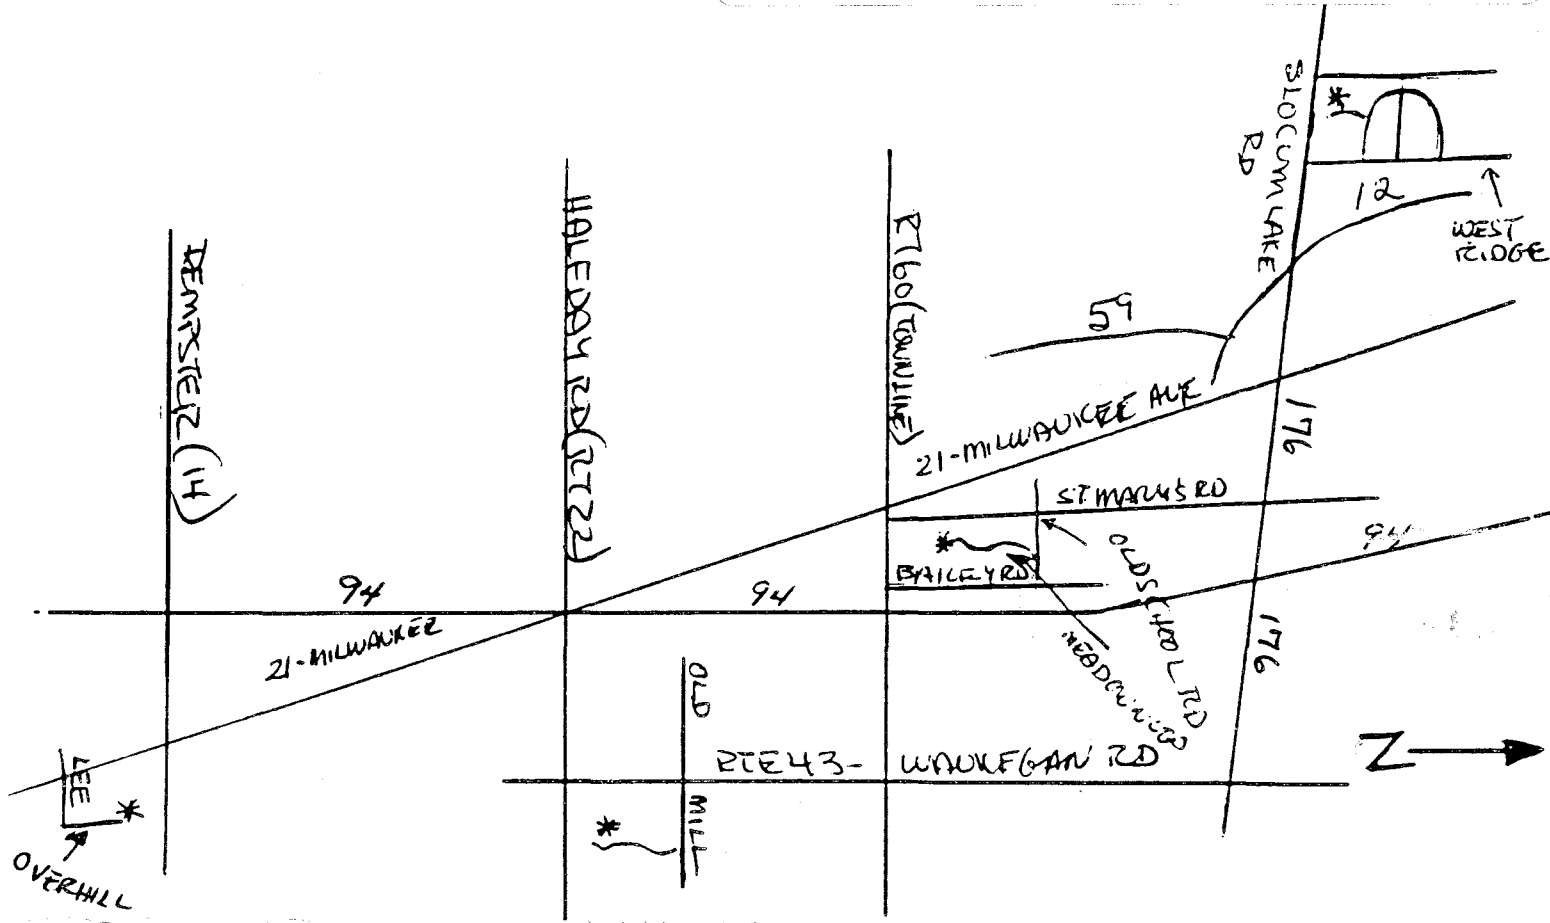 SLOCUM LAKE
RD
12
WEST
RIDGE
DEMPSTER (14)
HALEDAY RD (RT 22)
RT 60 (TOWNLINE)
59
21-MILWAUKEE AVE
176
ST MARYS RD
94
BAILEY RD
OLD SCHOOL RD
94
94
21-MILWAUKEE
176
OLD
MILL
RTE 43- WAUKEGAN RD
Z
LEE
OVERHILL